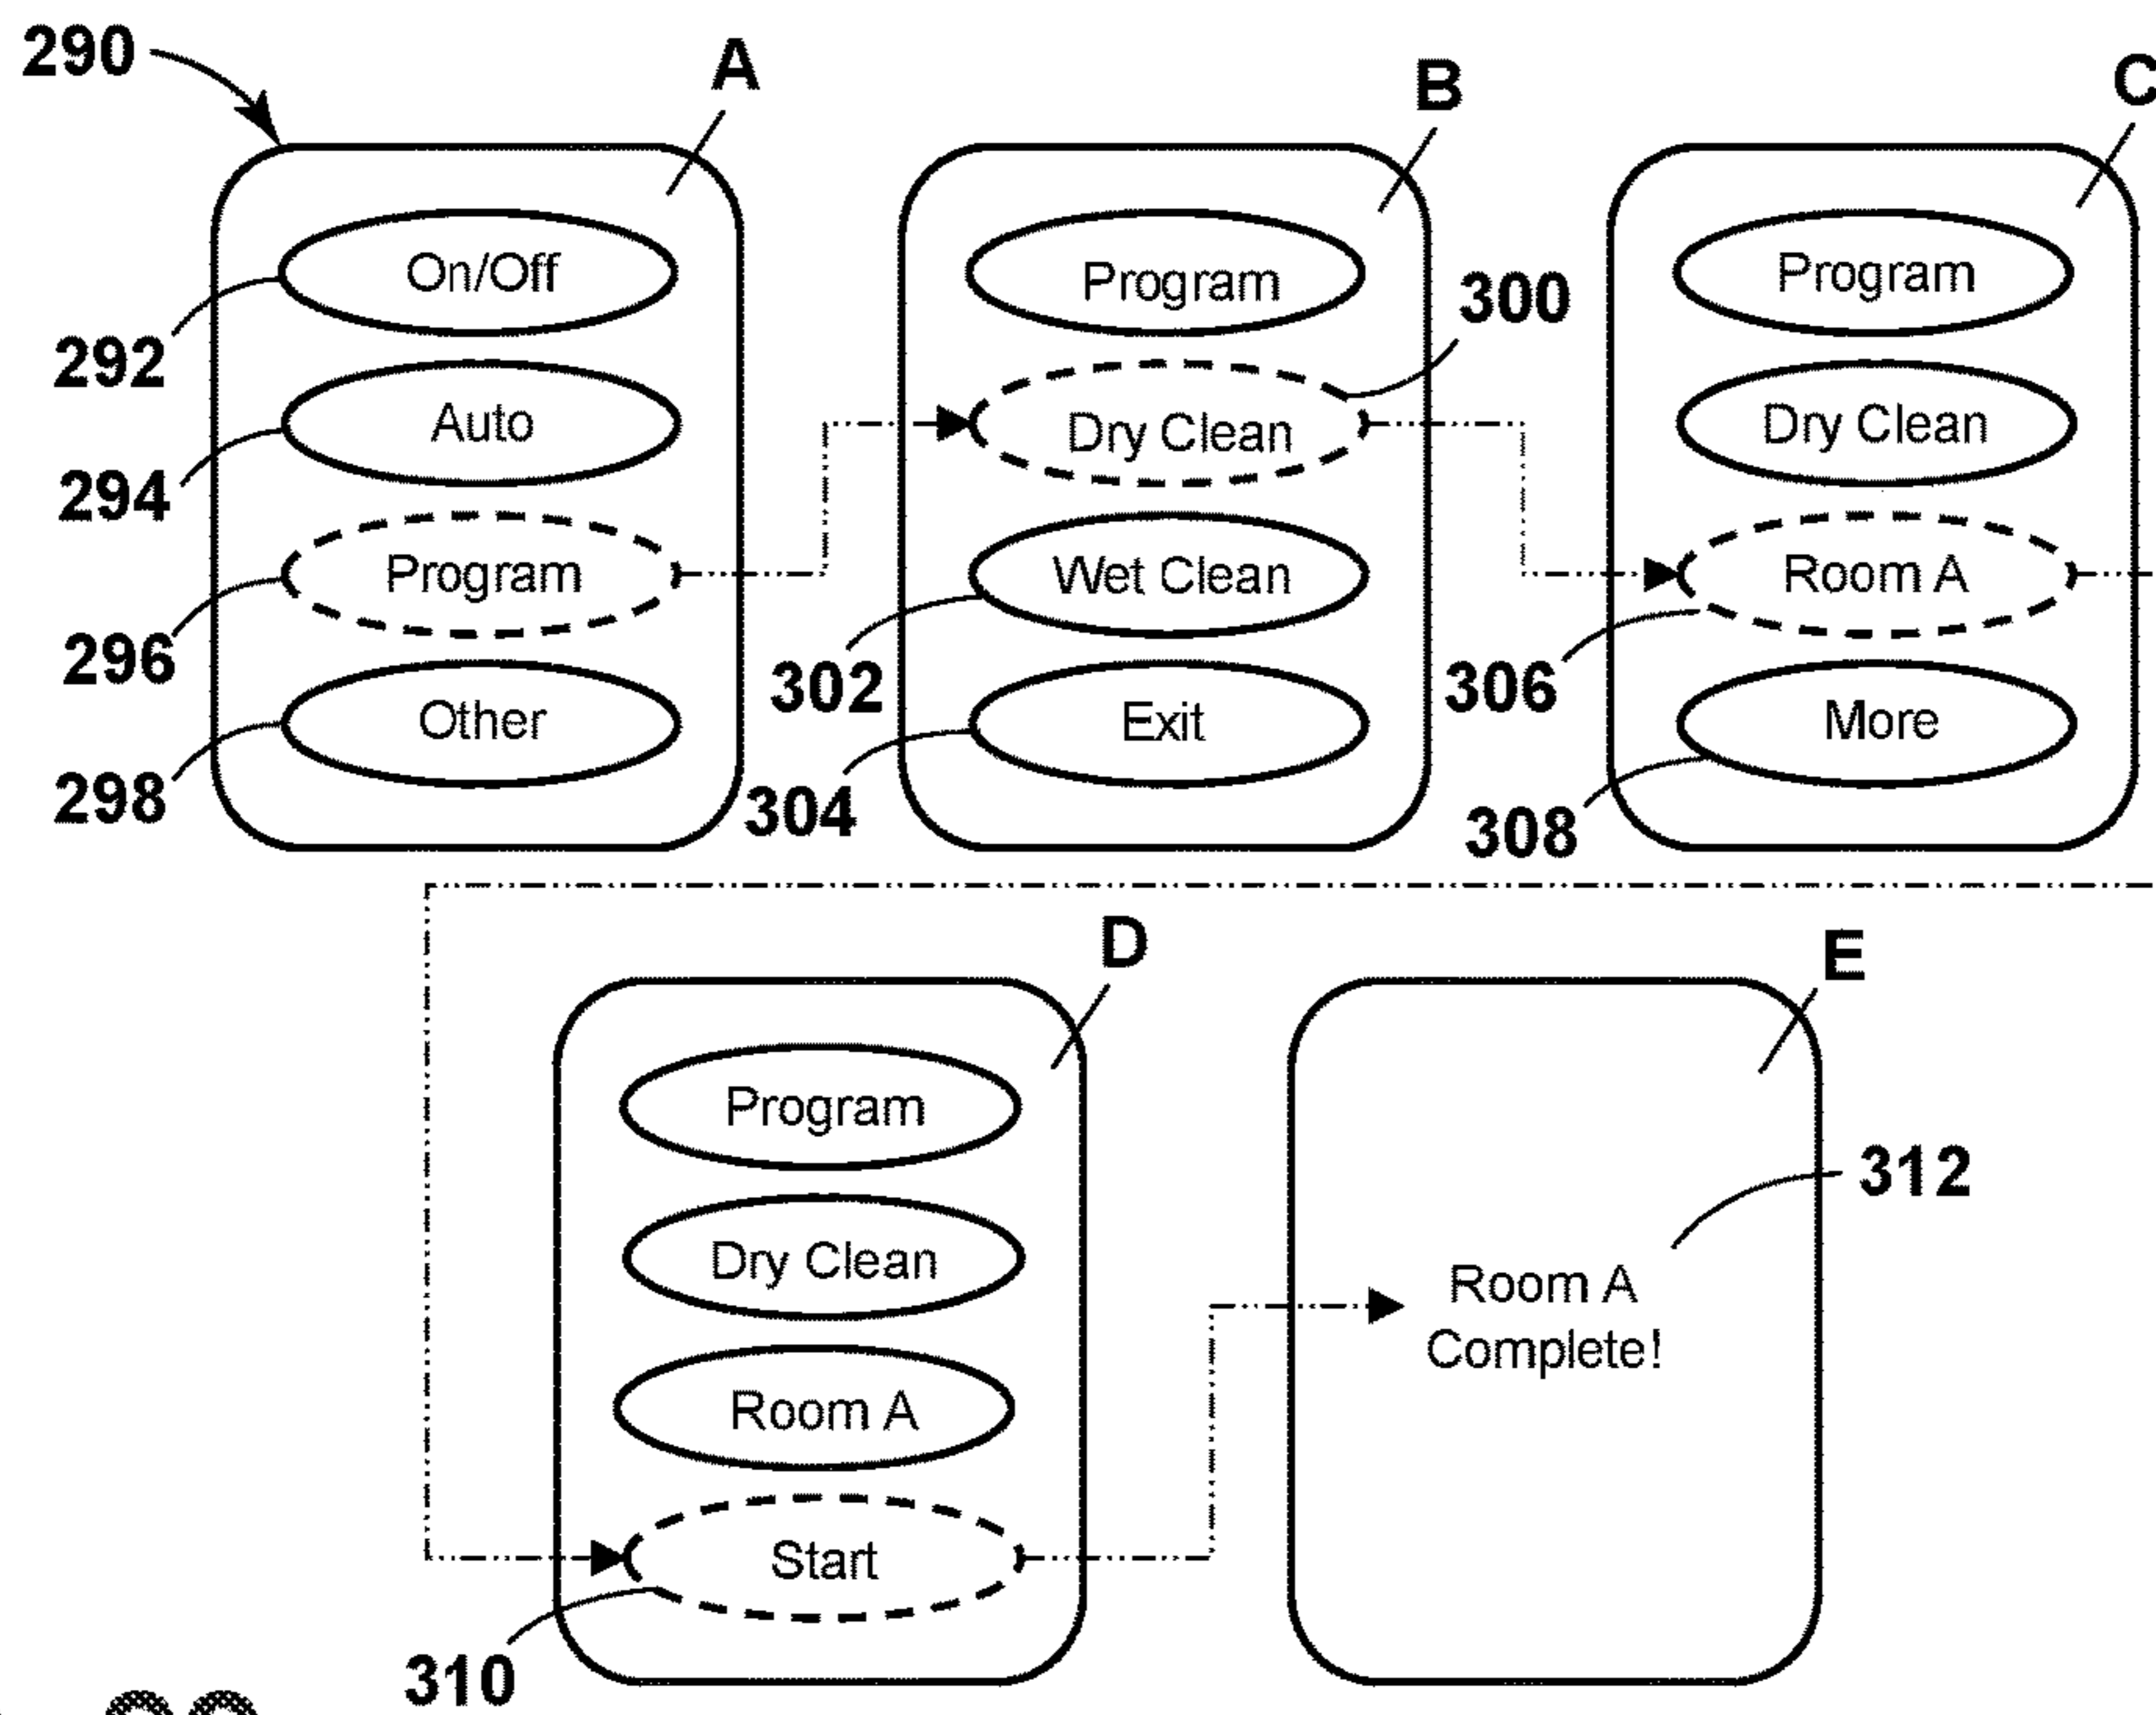 290
A
B
C
On/Off
Program
Program
300
292
Auto
Dry Clean
Dry Clean
294
Program
Wet Clean
Room A
296
302
306
Other
Exit
More
298
304
308
D
E
Program
312
Dry Clean
Room A
Complete!
Room A
Start
310